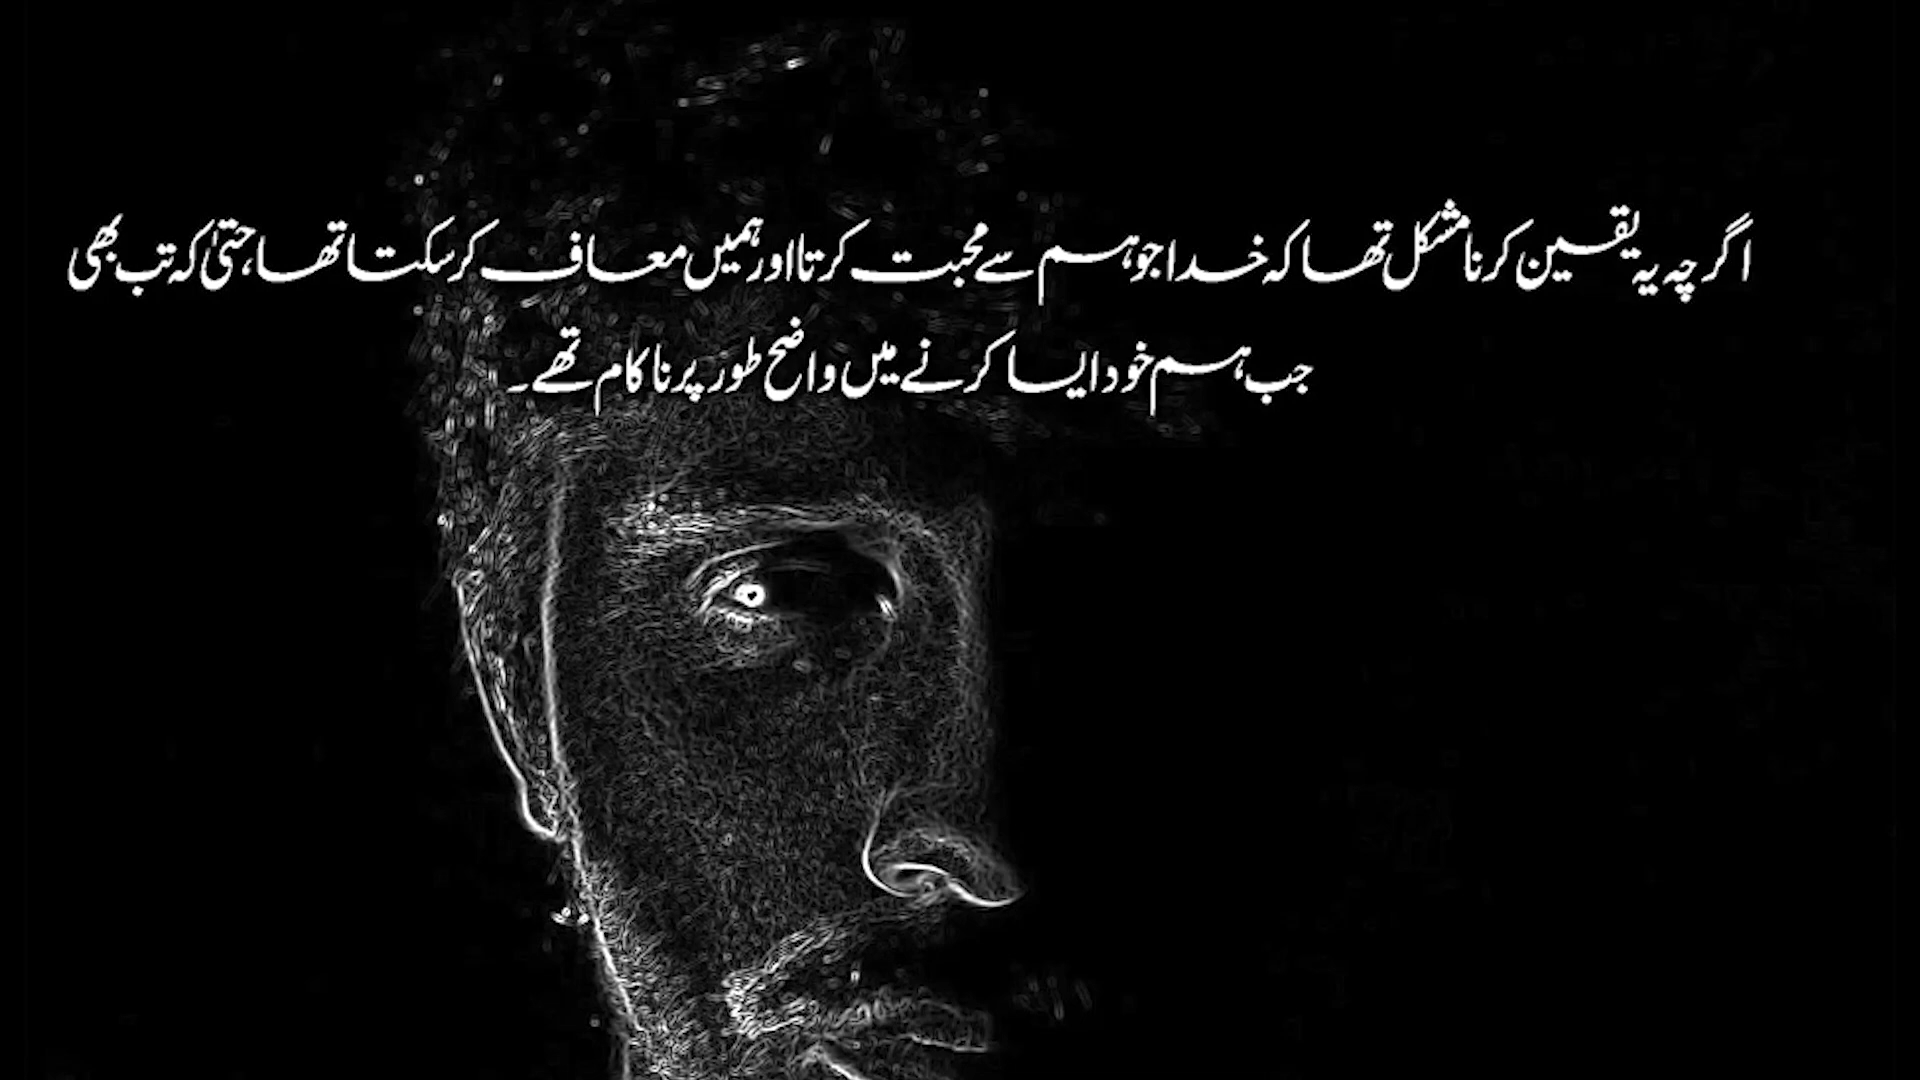 اگرچہ یہ یقین کرنا مشکل تھا کہ خدا جو ہم سے محبت کرتا اور ہمیں معاف کر سکتا تھا، حتیٰ کہ تب بھی
جب ہم خود ایسا کرنے میں واضح طور پر ناکام تھے۔